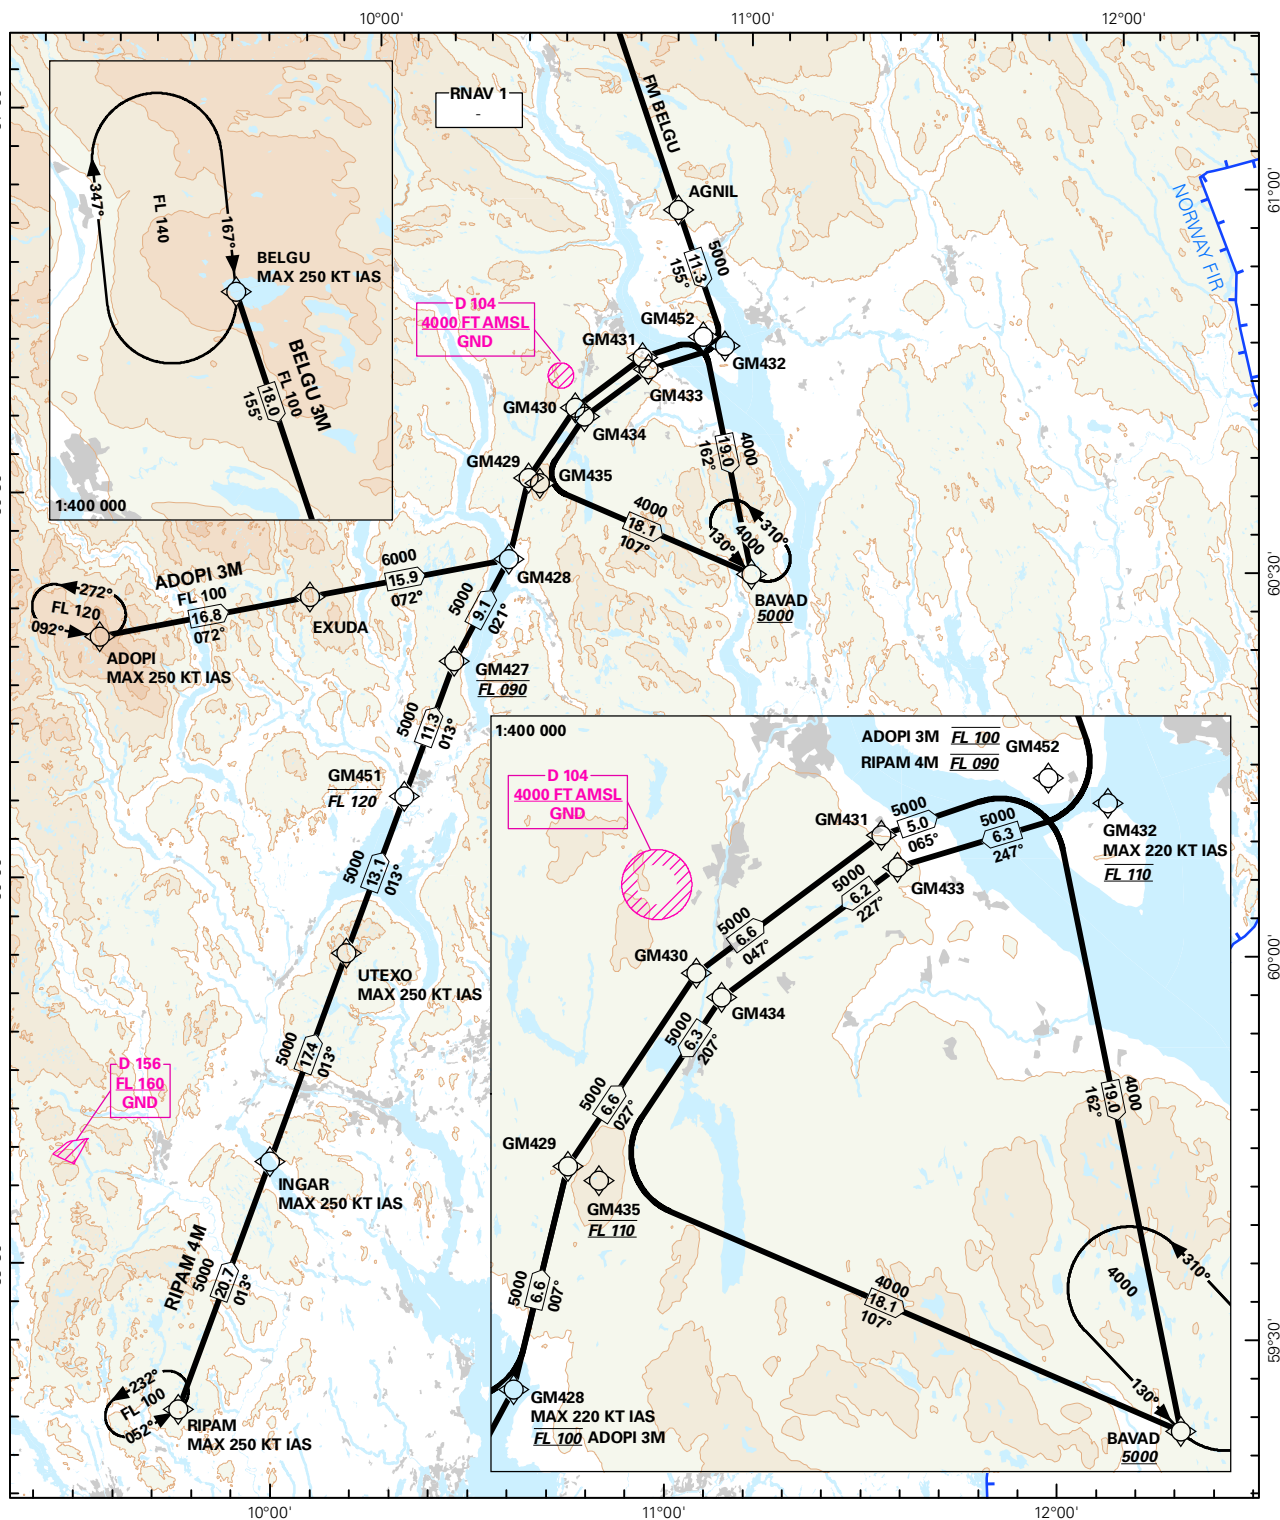 10°00'
11°00'
12°00'
RNAV 1
-
FM BELGU
347°
FL 140
167°
BELGU
MAX 250 KT IAS
BELGU 3M
FL 100
18.0
155°
1:400 000
AGNIL
5000
11.3
155°
NORWAY FIR
61°00'
D 104
4000 FT AMSL
GND
GM452
GM431
GM432
GM433
GM430
GM434
GM429
GM435
4000
19.0
162°
4000
18.1
107°
310°
130°
4000
BAVAD
5000
60°30'
ADOPI 3M
FL 100
16.8
072°
6000
15.9
072°
GM428
272°
FL 120
092°
EXUDA
ADOPI
MAX 250 KT IAS
5000
9.1
021°
GM427
FL 090
5000
11.3
013°
GM451
FL 120
5000
13.1
013°
UTEXO
MAX 250 KT IAS
5000
17.4
013°
D 156
FL 160
GND
INGAR
MAX 250 KT IAS
RIPAM 4M
5000
20.7
013°
232°
FL 100
052°
RIPAM
MAX 250 KT IAS
1:400 000
ADOPI 3M FL 100
RIPAM 4M FL 090
GM452
D 104
4000 FT AMSL
GND
GM431
5000
5.0
065°
5000
6.3
247°
GM432
MAX 220 KT IAS
FL 110
GM433
5000
6.2
227°
5000
6.6
047°
GM430
GM434
5000
6.3
207°
5000
6.6
027°
GM429
GM435
FL 110
5000
6.6
007°
4000
19.0
162°
4000
18.1
107°
310°
4000
130°
GM428
MAX 220 KT IAS
FL 100 ADOPI 3M
BAVAD
5000
60°00'
59°30'
10°00'
11°00'
12°00'